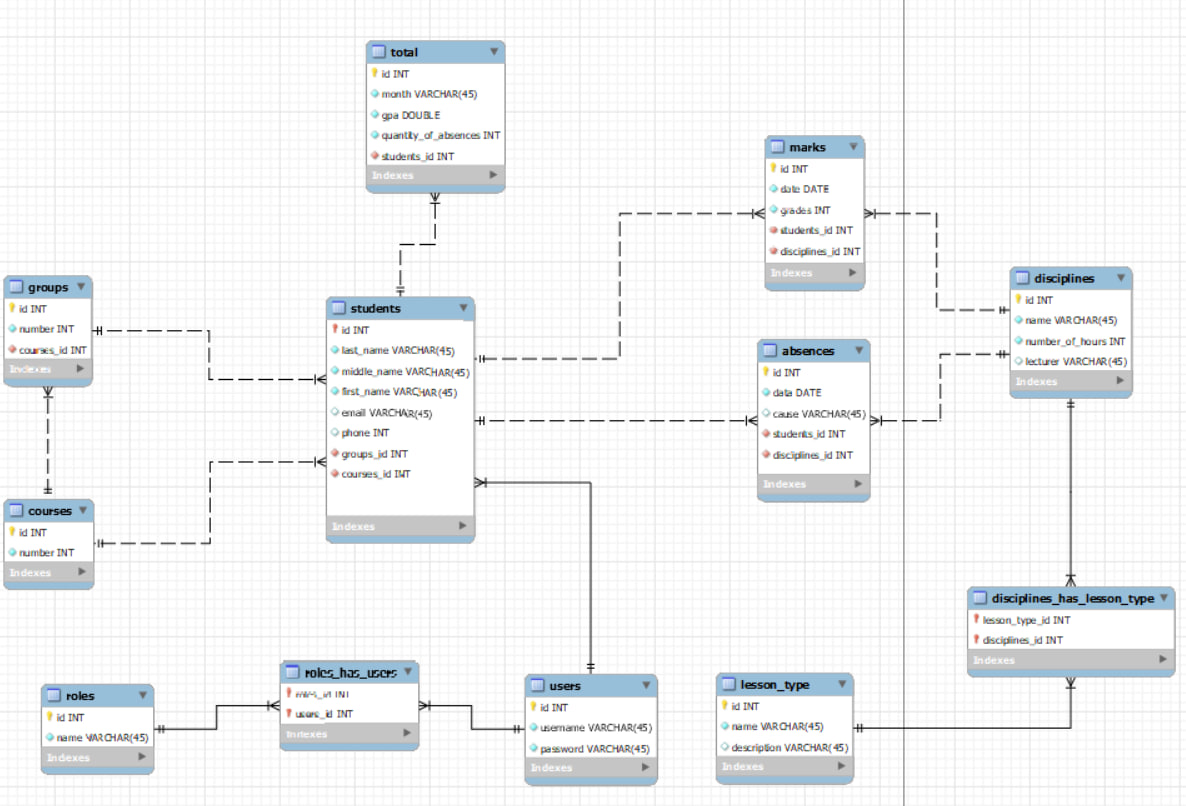 total
id INT
month VARCHAR(45)
gpa DOUBLE
quantity_of_absences INT
students_id INT
Indexes
marks
id INT
date DATE
grades INT
students_id INT
disciplines_id INT
Indexes
groups
id INT
number INT
courses_id INT
Indexes
students
id INT
last_name VARCHAR(45)
middle_name VARCHAR(45)
first_name VARCHAR(45)
email VARCHAR(45)
phone INT
groups_id INT
courses_id INT
Indexes
disciplines
id INT
name VARCHAR(45)
number_of_hours INT
lecturer VARCHAR(45)
Indexes
absences
id INT
data DATE
cause VARCHAR(45)
students_id INT
disciplines_id INT
Indexes
courses
id INT
number INT
Indexes
disciplines_has_lesson_type
lesson_type_id INT
disciplines_id INT
Indexes
roles
id INT
name VARCHAR(45)
Indexes
roles_has_users
roles_id INT
users_id INT
Indexes
users
id INT
username VARCHAR(45)
password VARCHAR(45)
Indexes
lesson_type
id INT
name VARCHAR(45)
description VARCHAR(45)
Indexes